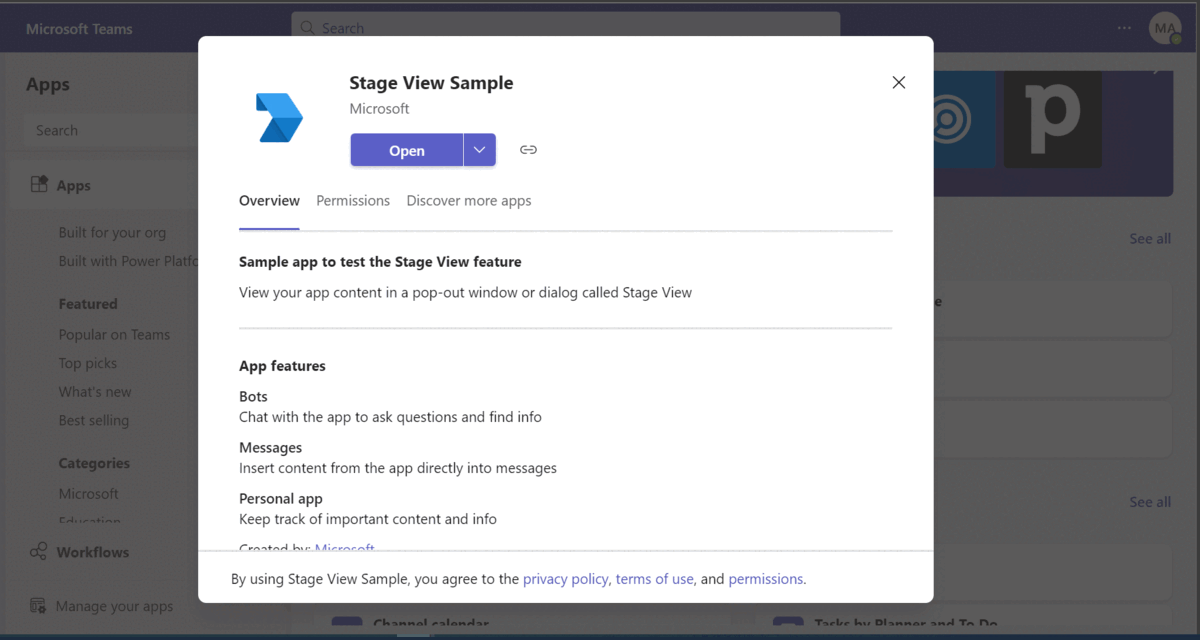 Microsoft Teams
Search
MA
Apps
Search
Apps
Built for your org
Built with Power Platfo
Featured
Popular on Teams
Top picks
What's new
Best selling
Categories
Microsoft
Education
Workflows
Manage your apps
Stage View Sample
Microsoft
Open
Overview Permissions Discover more apps
Sample app to test the Stage View feature
View your app content in a pop-out window or dialog called Stage View
App features
Bots
Chat with the app to ask questions and find info
Messages
Insert content from the app directly into messages
Personal app
Keep track of important content and info
Created by: Microsoft
By using Stage View Sample, you agree to the privacy policy, terms of use, and permissions.
p
See all
e
See all
Channel calendar
Tasks by Planner and To Do